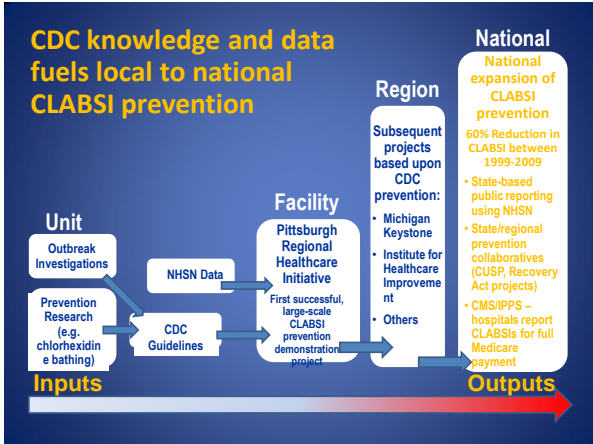 CDC knowledge and data
fuels local to national
CLABSI prevention
Unit
Outbreak
Investigations
Prevention
Research
(e.g.
chlorhexidin
e bathing)
NHSN Data
CDC
Guidelines
Facility
Pittsburgh
Regional
Healthcare
Initiative
First successful,
large-scale
CLABSI
prevention
demonstration
project
Region
Subsequent
projects
based upon
CDC
prevention:
• Michigan
Keystone
• Institute for
Healthcare
Improveme
nt
• Others
National
National
expansion of
CLABSI
prevention
60% Reduction in
CLABSI between
1999-2009
• State-based
public reporting
using NHSN
• State/regional
prevention
collaboratives
(CUSP, Recovery
Act projects)
• CMS/IPPS –
hospitals report
CLABSIs for full
Medicare
payment
Inputs
Outputs